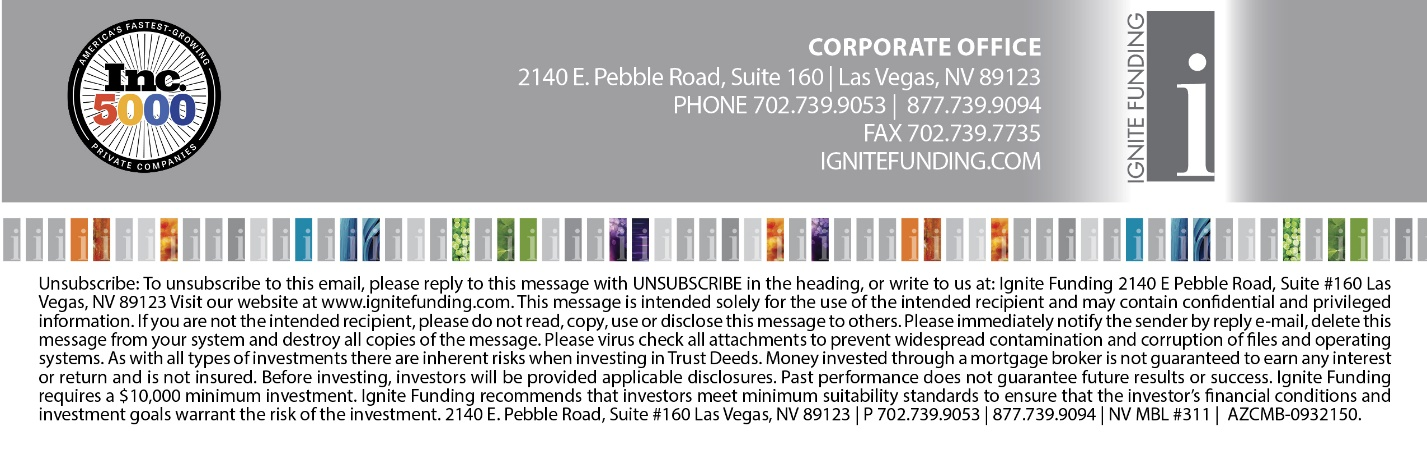 AMERICA'S FASTEST-GROWING
Inc.
5000
PRIVATE COMPANIES
CORPORATE OFFICE
2140 E. Pebble Road, Suite 160 | Las Vegas, NV 89123
PHONE 702.739.9053 | 877.739.9094
FAX 702.739.7735
IGNITEFUNDING.COM
IGNITE FUNDING
i
Unsubscribe: To unsubscribe to this email, please reply to this message with UNSUBSCRIBE in the heading, or write to us at: Ignite Funding 2140 E Pebble Road, Suite #160 Las
Vegas, NV 89123 Visit our website at www.ignitefunding.com. This message is intended solely for the use of the intended recipient and may contain confidential and privileged
information. If you are not the intended recipient, please do not read, copy, use or disclose this message to others. Please immediately notify the sender by reply e-mail, delete this
message from your system and destroy all copies of the message. Please virus check all attachments to prevent widespread contamination and corruption of files and operating
systems. As with all types of investments there are inherent risks when investing in Trust Deeds. Money invested through a mortgage broker is not guaranteed to earn any interest
or return and is not insured. Before investing, investors will be provided applicable disclosures. Past performance does not guarantee future results or success. Ignite Funding
requires a $10,000 minimum investment. Ignite Funding recommends that investors meet minimum suitability standards to ensure that the investor's financial conditions and
investment goals warrant the risk of the investment. 2140 E. Pebble Road, Suite #160 Las Vegas, NV 89123 | P 702.739.9053 | 877.739.9094 | NV MBL #311 | AZCMB-0932150.